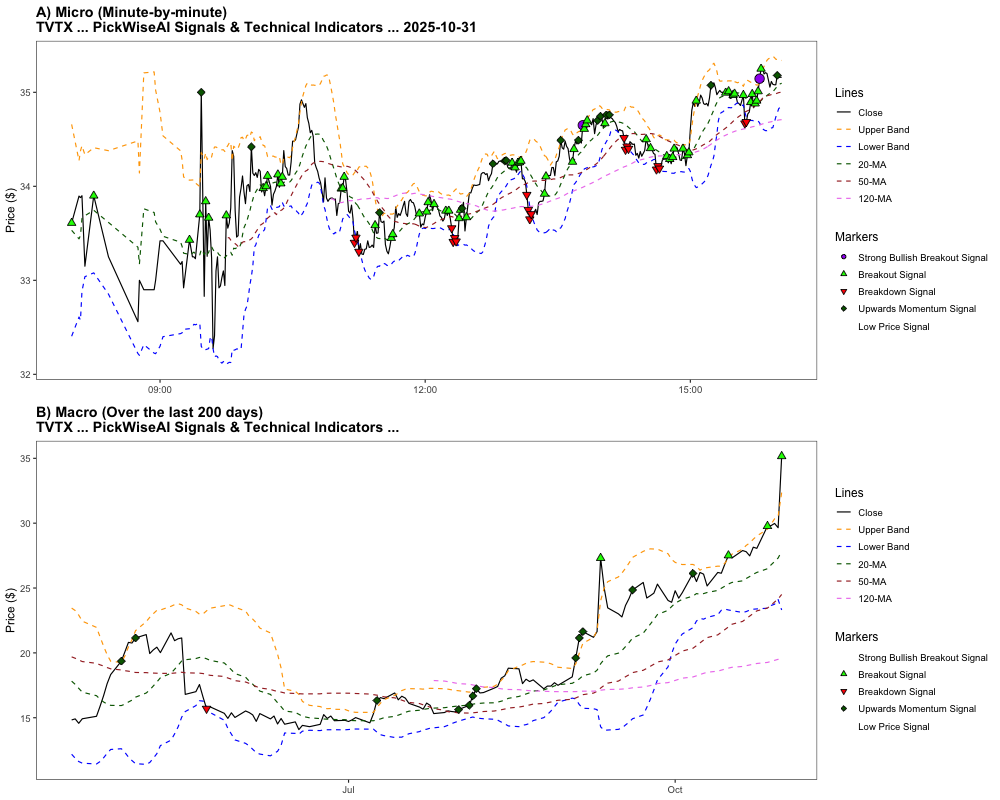 A) Micro (Minute-by-minute)
TVTX ... PickWiseAI Signals & Technical Indicators ... 2025-10-31
Price ($)
35
34
33
32
09:00
12:00
15:00
Lines
Close
Upper Band
Lower Band
20-MA
50-MA
120-MA
Markers
Strong Bullish Breakout Signal
Breakout Signal
Breakdown Signal
Upwards Momentum Signal
Low Price Signal
B) Macro (Over the last 200 days)
TVTX ... PickWiseAI Signals & Technical Indicators ...
Price ($)
35
30
25
20
15
Jul
Oct
Lines
Close
Upper Band
Lower Band
20-MA
50-MA
120-MA
Markers
Strong Bullish Breakout Signal
Breakout Signal
Breakdown Signal
Upwards Momentum Signal
Low Price Signal